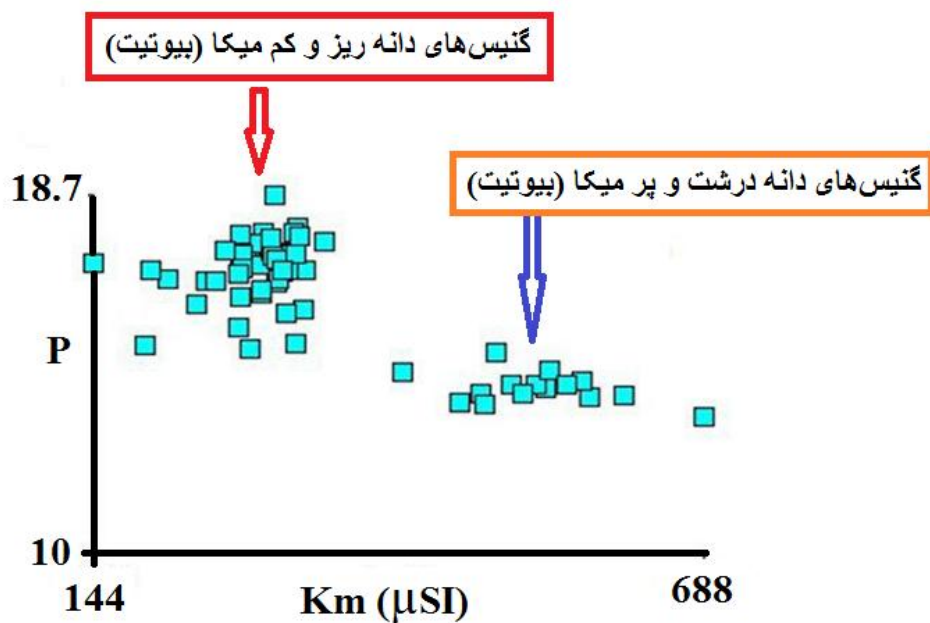 گنیس‌های دانه ریز و کم میکا (بیوتیت)
گنیس‌های دانه درشت و پر میکا (بیوتیت)
18.7
P
10
144
Km (μSI)
688